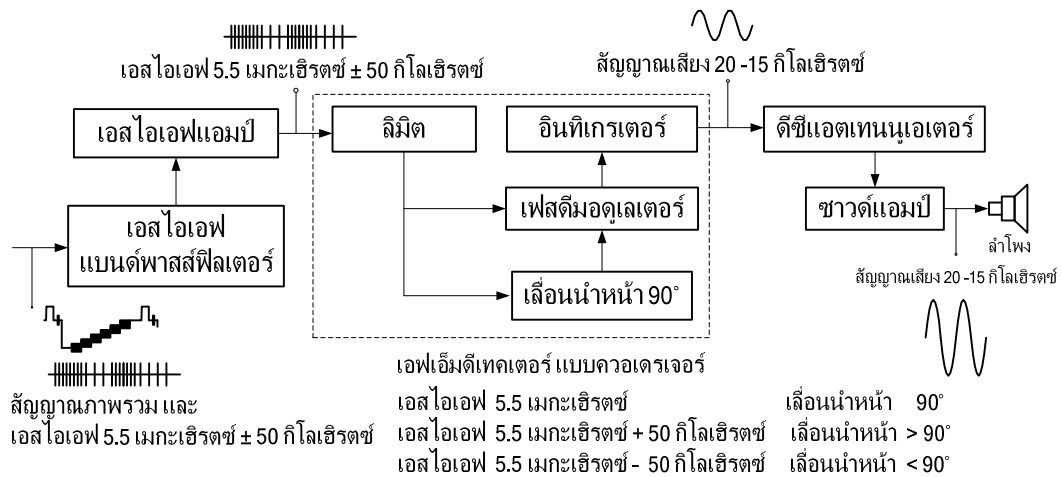 เอสไอเอฟ 5.5 เมกะเฮิรตซ์ ± 50 กิโลเฮิรตซ์
สัญญาณเสียง 20 -15 กิโลเฮิรตซ์
เอสไอเอฟแอมป์
ลิมิต
อินทิเกรเตอร์
ดีซีแอตเทนนูเอเตอร์
เอสไอเอฟ
แบนด์พาสส์ฟิลเตอร์
เฟสดีมอดูเลเตอร์
ซาวด์แอมป์
ลำโพง
เลื่อนนำหน้า 90°
สัญญาณเสียง 20 -15 กิโลเฮิรตซ์
สัญญาณภาพรวม และ
เอสไอเอฟ 5.5 เมกะเฮิรตซ์ ± 50 กิโลเฮิรตซ์
เอฟเอ็มดีเทคเตอร์ แบบควอเดรเจอร์
เอสไอเอฟ 5.5 เมกะเฮิรตซ์ เลื่อนนำหน้า 90°
เอสไอเอฟ 5.5 เมกะเฮิรตซ์ + 50 กิโลเฮิรตซ์ เลื่อนนำหน้า > 90°
เอสไอเอฟ 5.5 เมกะเฮิรตซ์ - 50 กิโลเฮิรตซ์ เลื่อนนำหน้า < 90°